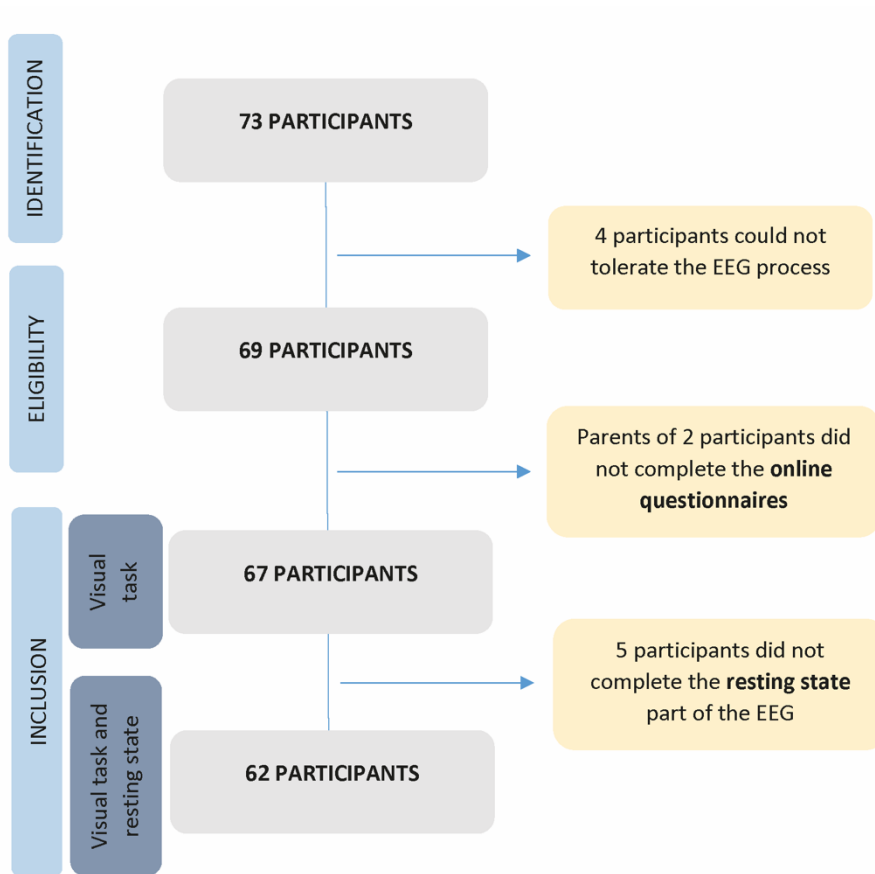 IDENTIFICATION
73 PARTICIPANTS
4 participants could not
tolerate the EEG process
ELIGIBILITY
69 PARTICIPANTS
Parents of 2 participants did
not complete the online
questionnaires
INCLUSION
Visual
task
67 PARTICIPANTS
5 participants did not
complete the resting state
part of the EEG
Visual task and
resting state
62 PARTICIPANTS